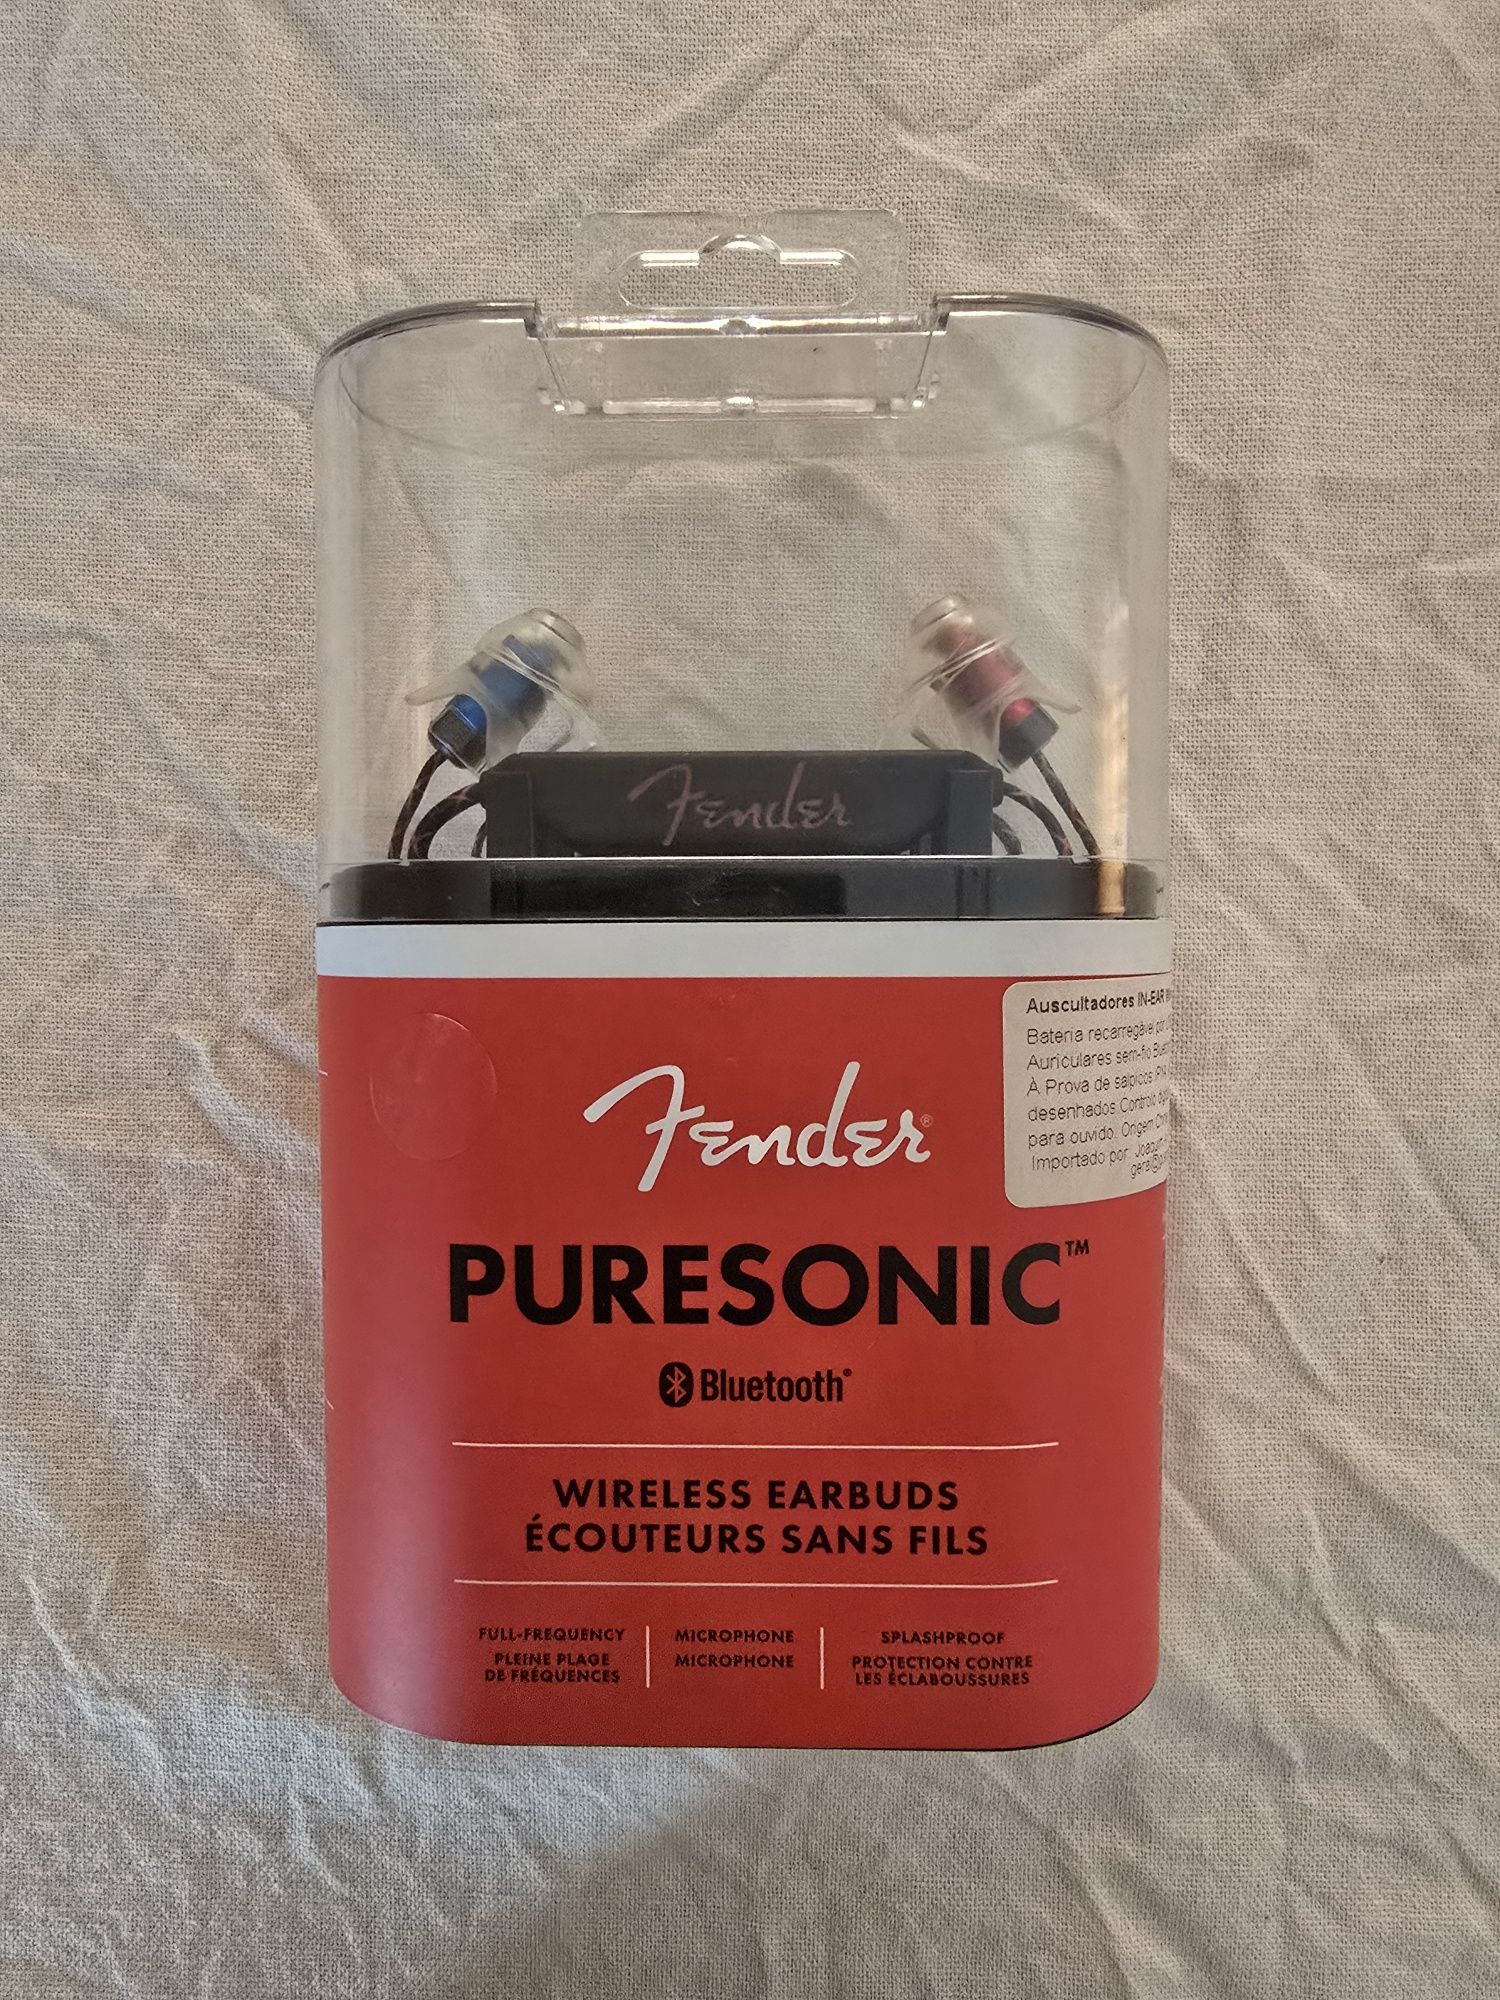 Fender
Auscultadores IN-EAR
Bateria recarregável por
Auriculares sem-fio
À Prova de salpicos
desenhados Controlo
para ouvido. Origem
Importado por: Joaquim
Fender®
PURESONIC™
Bluetooth®
WIRELESS EARBUDS
ÉCOUTEURS SANS FILS
FULL-FREQUENCY
PLEINE PLAGE
DE FRÉQUENCES
MICROPHONE
MICROPHONE
SPLASHPROOF
PROTECTION CONTRE
LES ÉCLABOUSSURES